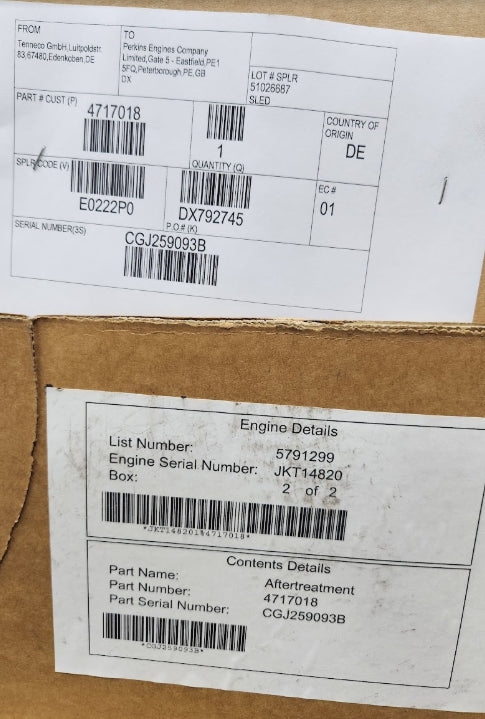 FROM
Tenneco GmbH,Luitpoldstr.
83,67480,Edenkoben,DE
TO
Perkins Engines Company
Limited,Gate 5 - Eastfield,PE1
5FQ,Peterborough,PE,GB
DX
LOT # SPLR
51026687
SLED
PART # CUST (P)
4717018
1
QUANTITY (Q)
COUNTRY OF
ORIGIN
DE
SPLR CODE (V)
E0222P0
DX792745
P.O# (K)
EC #
01
SERIAL NUMBER(3S)
CGJ259093B
Engine Details
List Number: 5791299
Engine Serial Number: JKT14820
Box: 2 of 2
*JKT14820194717018*
Contents Details
Part Name: Aftertreatment
Part Number: 4717018
Part Serial Number: CGJ259093B
*CGJ259093B*